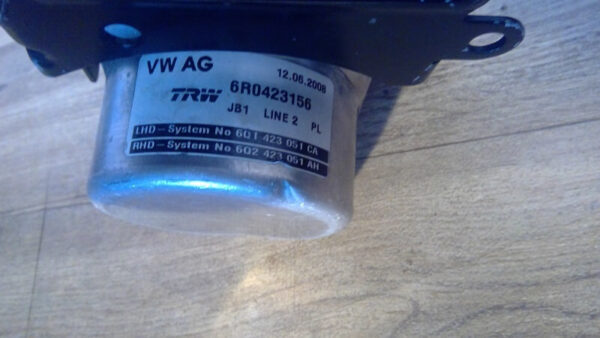 VW AG 12.06.2008
TRW 6R0423156
JB1 LINE 2 PL
LHD-System No 6Q1 423 051 CA
RHD-System No.6Q2 423 051 AH